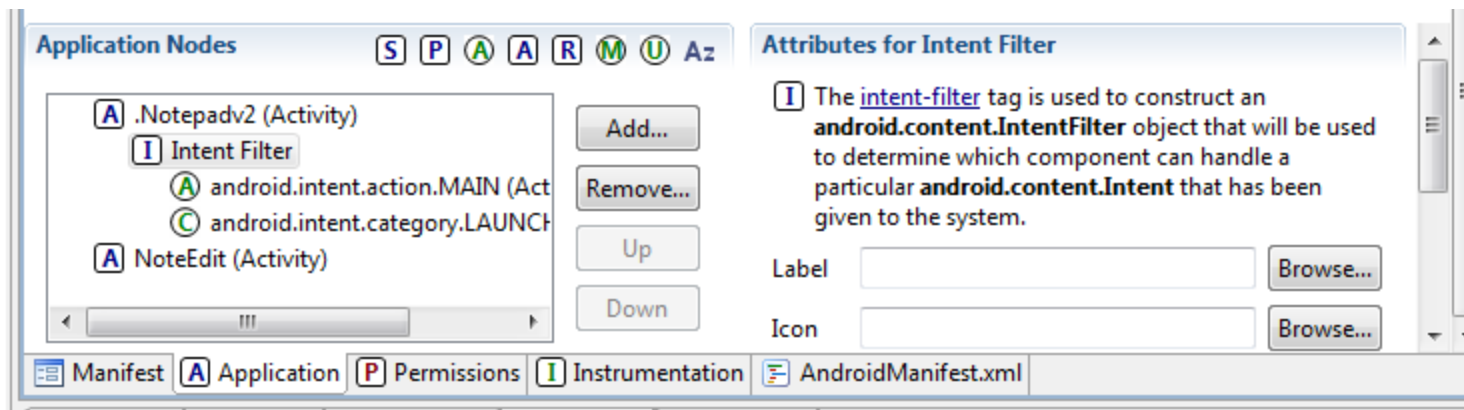 Application Nodes
S P A A R M U Az
A .Notepadv2 (Activity)
I Intent Filter
A android.intent.action.MAIN (Act
C android.intent.category.LAUNCH
A NoteEdit (Activity)
Add...
Remove...
Up
Down
Attributes for Intent Filter
I The intent-filter tag is used to construct an
android.content.IntentFilter object that will be used
to determine which component can handle a
particular android.content.Intent that has been
given to the system.
Label Browse...
Icon Browse...
Manifest A Application P Permissions I Instrumentation AndroidManifest.xml